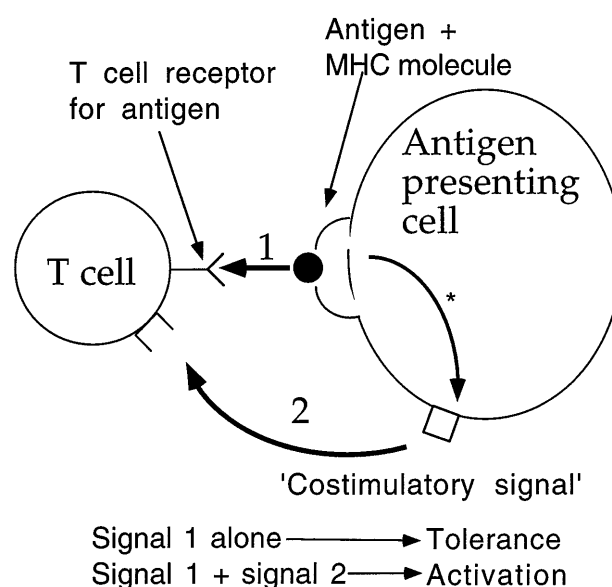 Antigen +
MHC molecule
T cell receptor
for antigen
Antigen
presenting
cell
1
T cell
*
2
'Costimulatory signal'
Signal 1 alone Tolerance
Signal 1 + signal 2 Activation